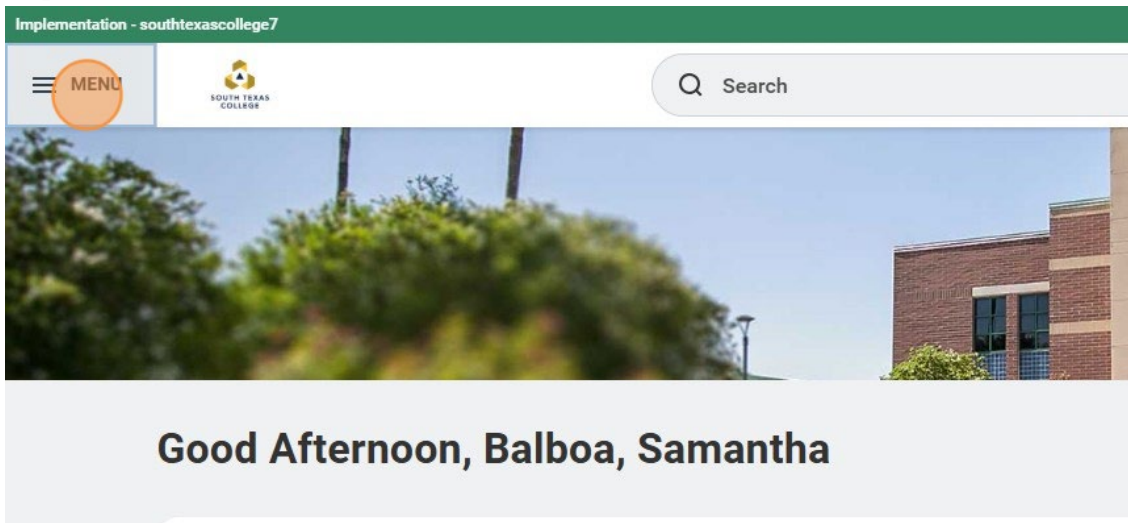 Implementation - southtexascollege7
MENU
SOUTH TEXAS
COLLEGE
Search
Good Afternoon, Balboa, Samantha